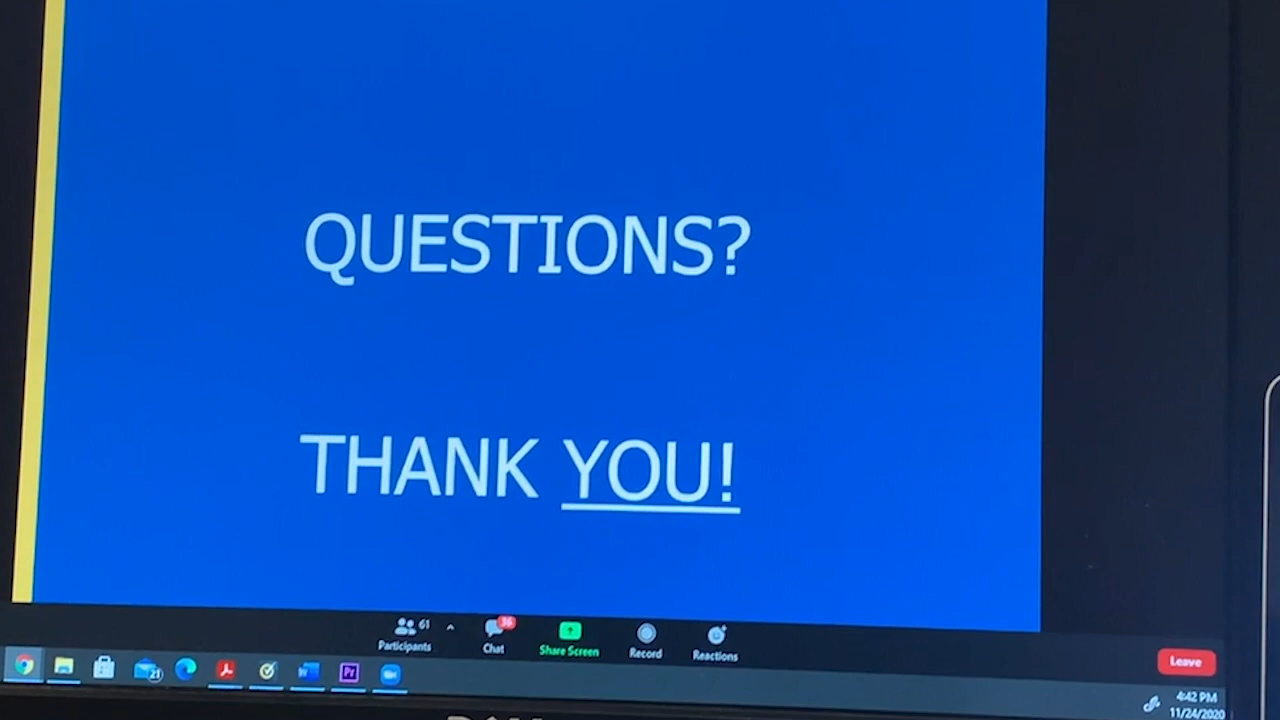 QUESTIONS?
THANK YOU!
61
36
Participants
Chat
Share Screen
Record
Reactions
Leave
21
Pr
4:42 PM
11/24/2020